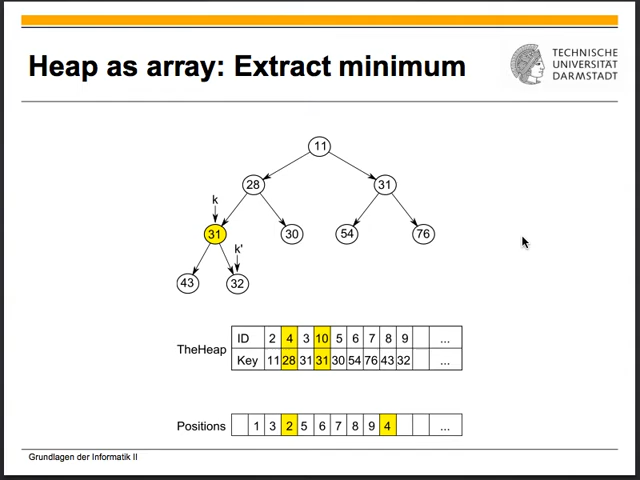 Heap as array: Extract minimum
TECHNISCHE
UNIVERSITÄT
DARMSTADT
11
28 31
k
31 30 54 76
k'
43 32
TheHeap
ID 2 4 3 10 5 6 7 8 9 ...
Key 11 28 31 31 30 54 76 43 32 ...
Positions 1 3 2 5 6 7 8 9 4 ...
Grundlagen der Informatik II